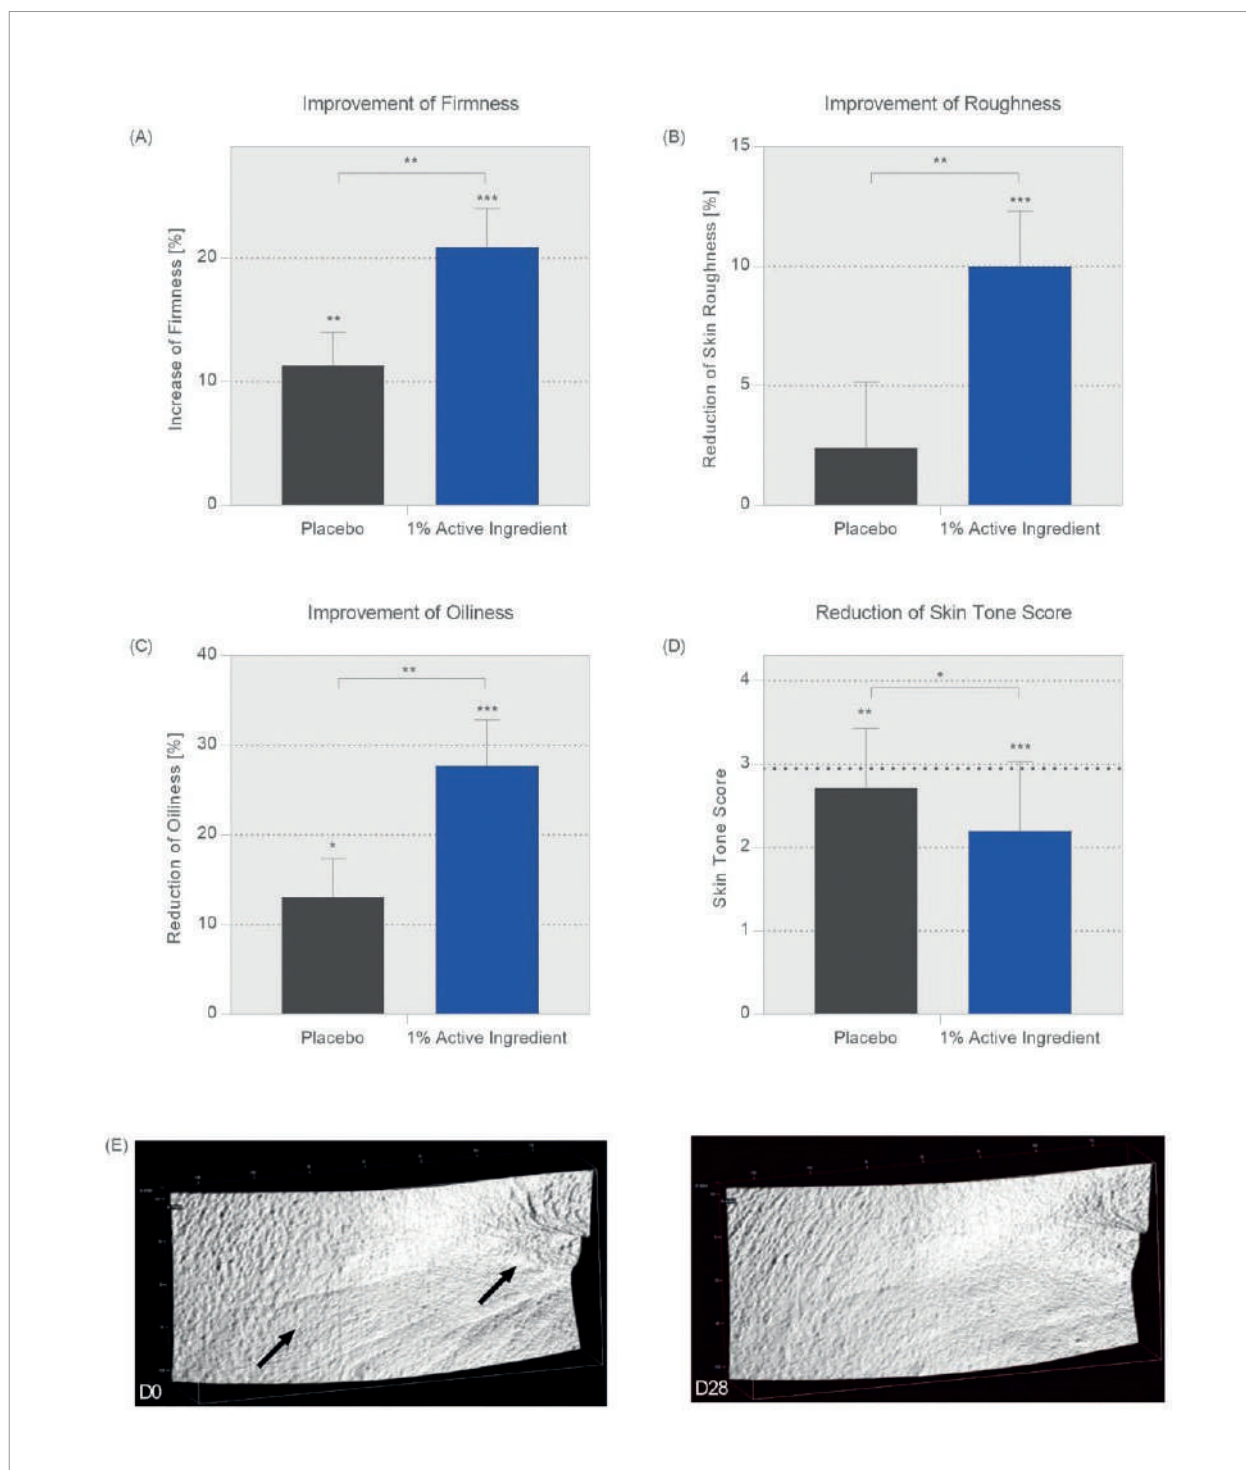 Improvement of Firmness
(A)
Increase of Firmness [%]
20
10
0
**
***
**
Placebo
1% Active Ingredient
Improvement of Roughness
(B)
Reduction of Skin Roughness [%]
15
10
5
0
**
***
Placebo
1% Active Ingredient
Improvement of Oiliness
(C)
Reduction of Oiliness [%]
40
30
20
10
0
**
***
*
Placebo
1% Active Ingredient
Reduction of Skin Tone Score
(D)
Skin Tone Score
4
3
2
1
0
*
**
***
Placebo
1% Active Ingredient
(E)
D0
D28